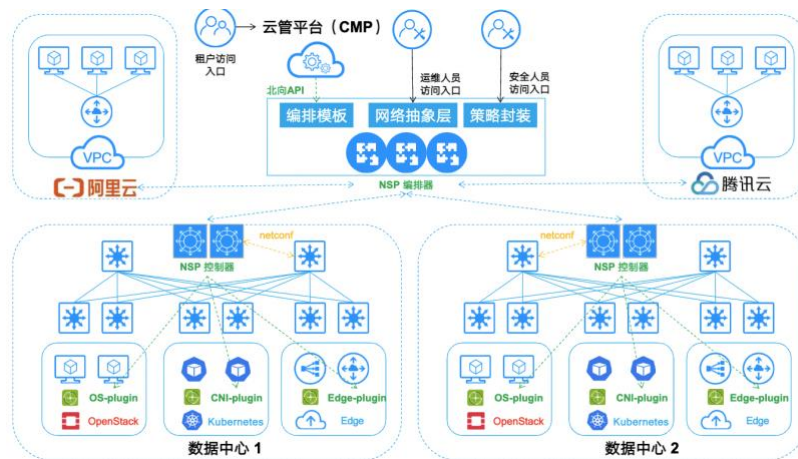 云管平台（CMP）
租户访问
入口
运维人员
访问入口
安全人员
访问入口
北向API
编排模板
网络抽象层
策略封装
NSP 编排器
VPC
阿里云
VPC
腾讯云
netconf
NSP 控制器
OS-plugin
OpenStack
CNI-plugin
Kubernetes
Edge-plugin
Edge
数据中心 1
netconf
NSP 控制器
OS-plugin
OpenStack
CNI-plugin
Kubernetes
Edge-plugin
Edge
数据中心 2